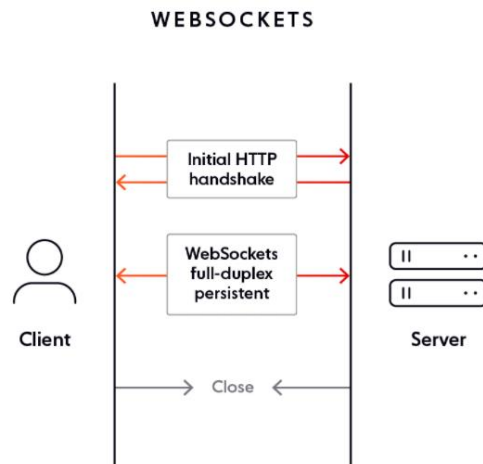 WEBSOCKETS
Initial HTTP
handshake
WebSockets
full-duplex
persistent
Client
Server
Close